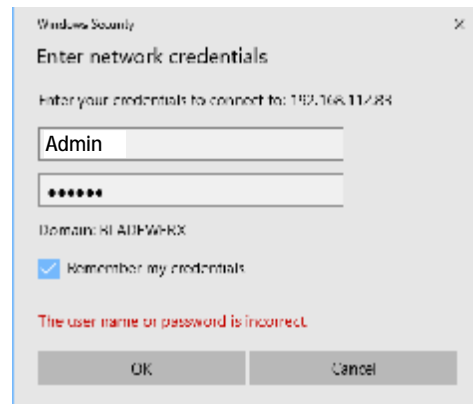 Windows Security
Enter network credentials
Enter your credentials to connect to: 192.168.112.83
Admin
••••••
Domain: BLADEWERX
Remember my credentials
The user name or password is incorrect.
OK
Cancel